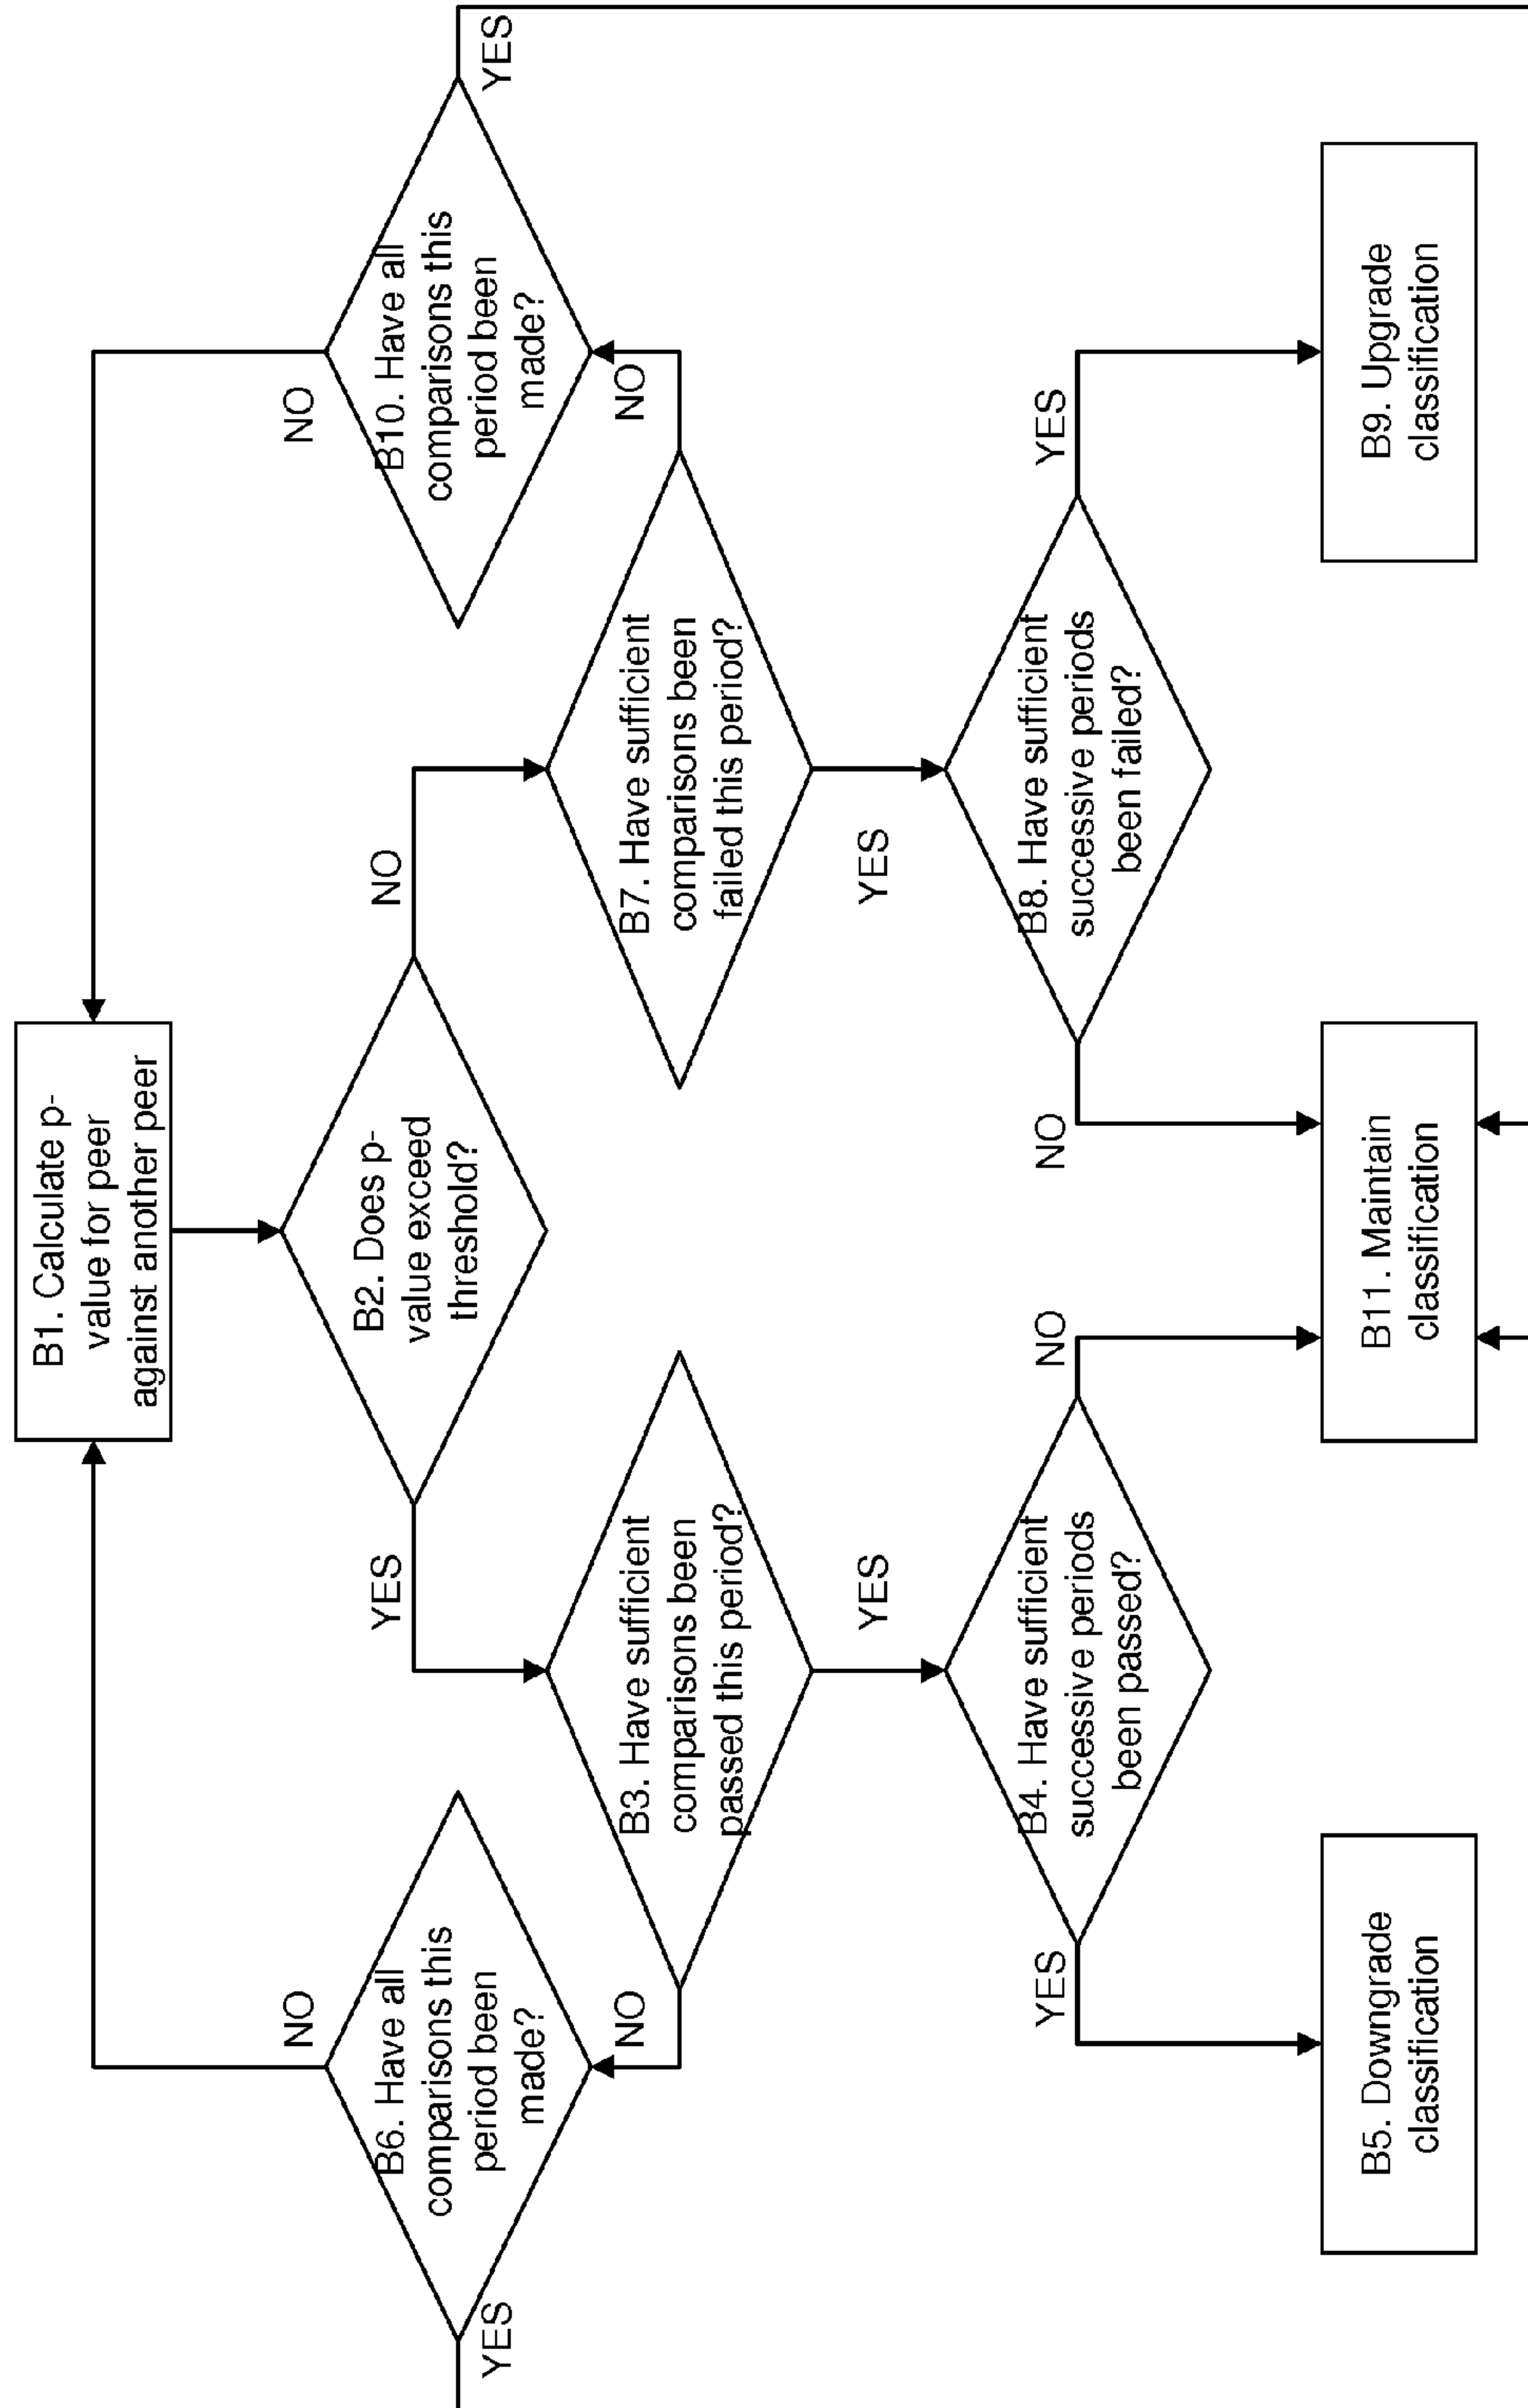 B1. Calculate p-
value for peer
against another peer
B2. Does p-
value exceed
threshold?
YES
NO
B6. Have all
comparisons this
period been
made?
NO
YES
B10. Have all
comparisons this
period been
made?
NO
YES
B3. Have sufficient
comparisons been
passed this period?
NO
YES
B7. Have sufficient
comparisons been
failed this period?
NO
YES
B4. Have sufficient
successive periods
been passed?
YES
NO
B8. Have sufficient
successive periods
been failed?
NO
YES
B5. Downgrade
classification
B11. Maintain
classification
B9. Upgrade
classification